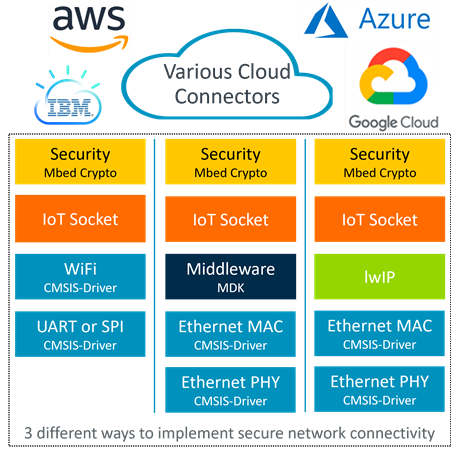 aws
Azure
IBM
Various Cloud
Connectors
Google Cloud
Security
Mbed Crypto
IoT Socket
WiFi
CMSIS-Driver
UART or SPI
CMSIS-Driver
Security
Mbed Crypto
IoT Socket
Middleware
MDK
Ethernet MAC
CMSIS-Driver
Ethernet PHY
CMSIS-Driver
Security
Mbed Crypto
IoT Socket
lwIP
Ethernet MAC
CMSIS-Driver
Ethernet PHY
CMSIS-Driver
3 different ways to implement secure network connectivity